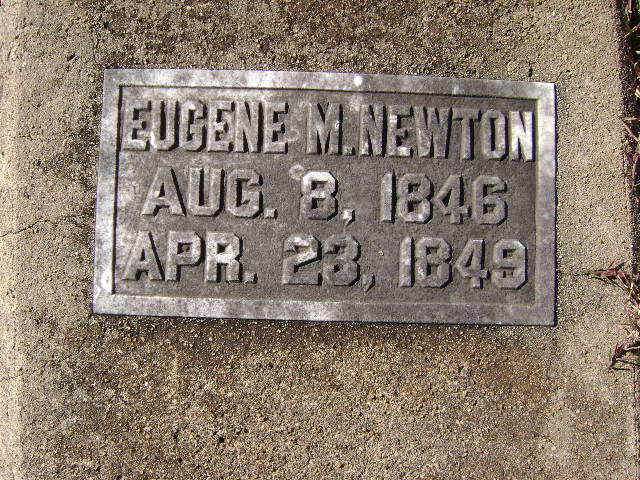 EUGENE M. NEWTON
AUG. 8, 1846
APR. 23, 1849